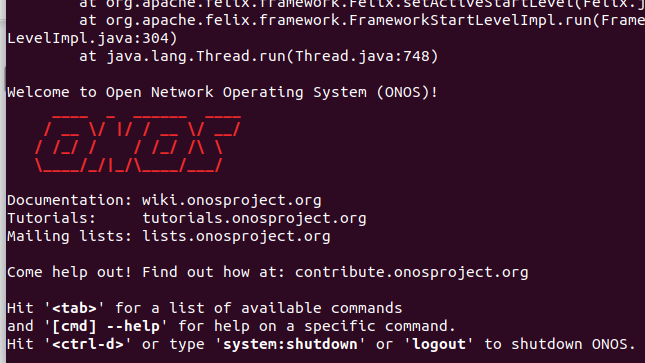 at org.apache.felix.framework.Felix.setActiveStartLevel(Felix.j
        at org.apache.felix.framework.FrameworkStartLevelImpl.run(Frame
LevelImpl.java:304)
        at java.lang.Thread.run(Thread.java:748)

Welcome to Open Network Operating System (ONOS)!
     ____  _  ______  ____
    / __ \/ |/ / __ \/ __/
   / /_/ /    / /_/ /\ \
   \____/_/|_/\____/___/

Documentation: wiki.onosproject.org
Tutorials:     tutorials.onosproject.org
Mailing lists: lists.onosproject.org

Come help out! Find out how at: contribute.onosproject.org

Hit '<tab>' for a list of available commands
and '[cmd] --help' for help on a specific command.
Hit '<ctrl-d>' or type 'system:shutdown' or 'logout' to shutdown ONOS.